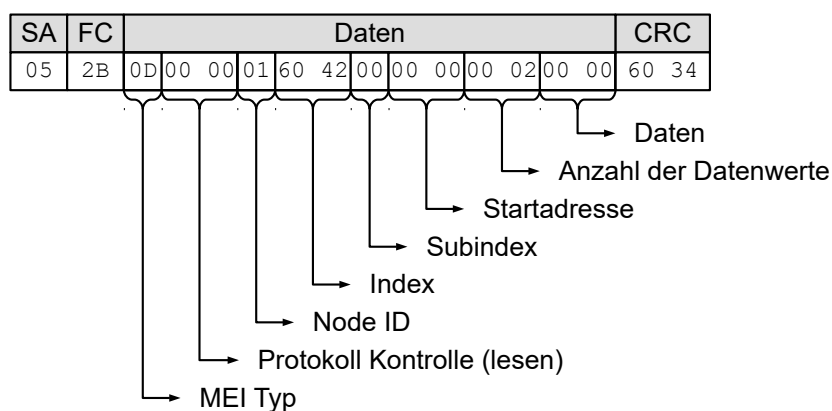 SA FC Daten CRC
05 2B 0D 00 00 01 60 42 00 00 00 00 02 00 00 60 34
Daten
Anzahl der Datenwerte
Startadresse
Subindex
Index
Node ID
Protokoll Kontrolle (lesen)
MEI Typ